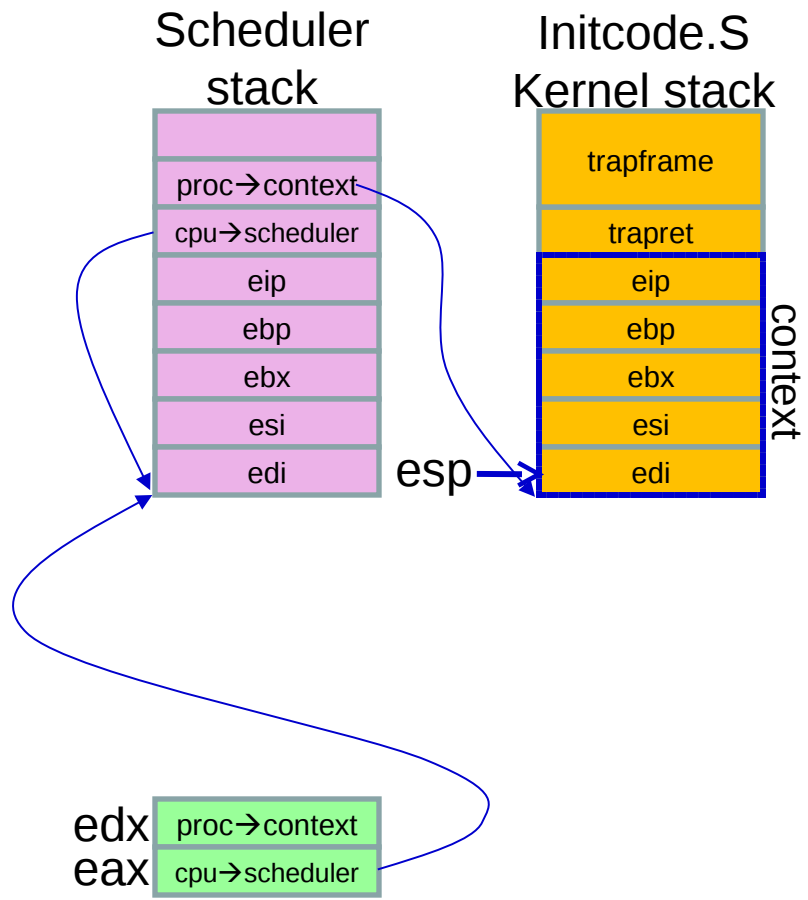 Scheduler
stack
proc→context
cpu→scheduler
eip
ebp
ebx
esi
edi
Initcode.S
Kernel stack
trapframe
trapret
eip
ebp
ebx
esi
edi
context
esp
edx
proc→context
eax
cpu→scheduler